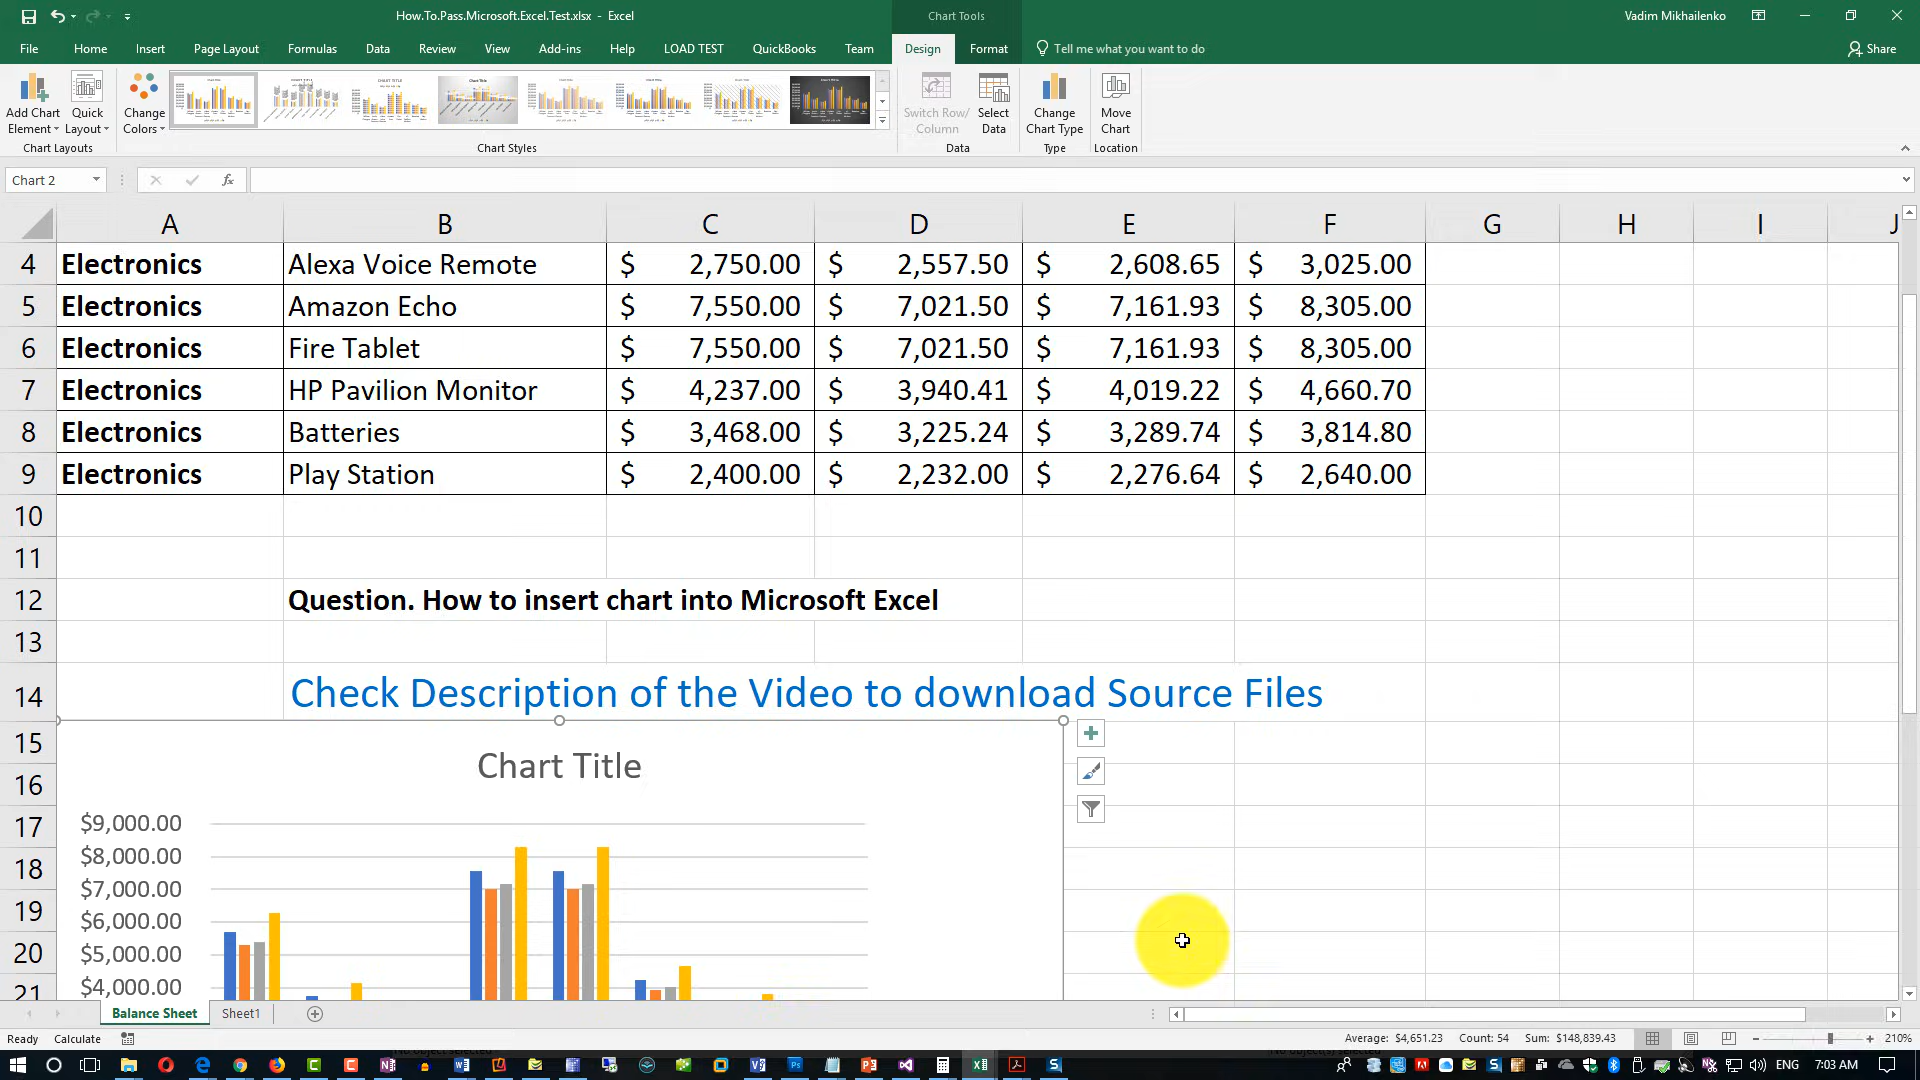 How.To.Pass.Microsoft.Excel.Test.xlsx - Excel
Chart Tools
Vadim Mikhailenko
File Home Insert Page Layout Formulas Data Review View Add-ins Help LOAD TEST QuickBooks Team Design Format Tell me what you want to do Share
Add Chart Element
Quick Layout
Change Colors
Switch Row/ Column
Select Data
Change Chart Type
Move Chart
Chart Layouts Chart Styles Data Type Location
Chart 2 fx
A B C D E F G H I J
4 Electronics Alexa Voice Remote $ 2,750.00 $ 2,557.50 $ 2,608.65 $ 3,025.00
5 Electronics Amazon Echo $ 7,550.00 $ 7,021.50 $ 7,161.93 $ 8,305.00
6 Electronics Fire Tablet $ 7,550.00 $ 7,021.50 $ 7,161.93 $ 8,305.00
7 Electronics HP Pavilion Monitor $ 4,237.00 $ 3,940.41 $ 4,019.22 $ 4,660.70
8 Electronics Batteries $ 3,468.00 $ 3,225.24 $ 3,289.74 $ 3,814.80
9 Electronics Play Station $ 2,400.00 $ 2,232.00 $ 2,276.64 $ 2,640.00
10
11
12 Question. How to insert chart into Microsoft Excel
13
14 Check Description of the Video to download Source Files
15
16 Chart Title
17 $9,000.00
18 $8,000.00
$7,000.00
19 $6,000.00
20 $5,000.00
21 $4,000.00
Balance Sheet Sheet1
Ready Calculate Average: $4,651.23 Count: 54 Sum: $148,839.43 210%
ENG 7:03 AM